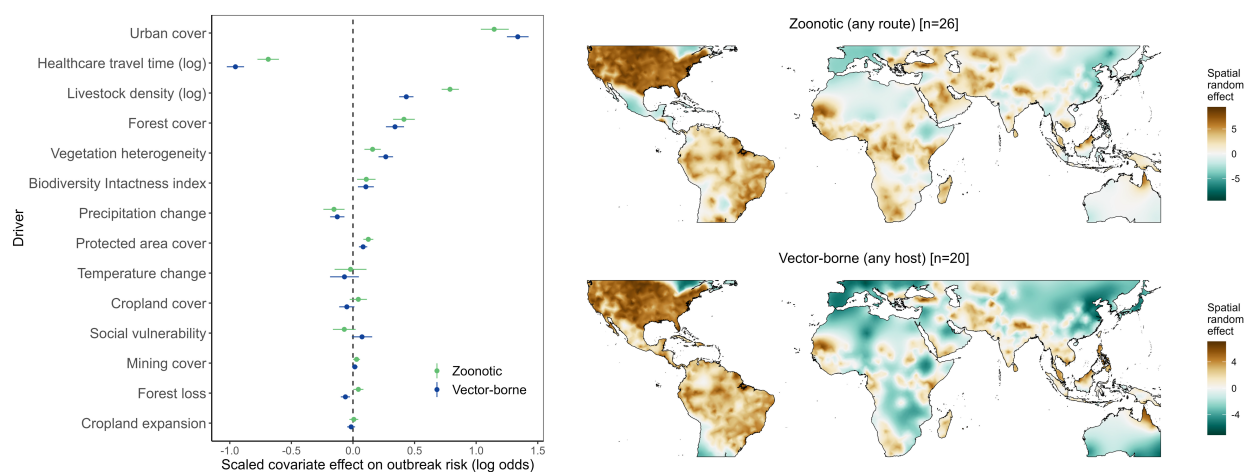 Driver
Urban cover
Healthcare travel time (log)
Livestock density (log)
Forest cover
Vegetation heterogeneity
Biodiversity Intactness index
Precipitation change
Protected area cover
Temperature change
Cropland cover
Social vulnerability
Mining cover
Forest loss
Cropland expansion
Zoonotic
Vector-borne
-1.0 -0.5 0.0 0.5 1.0 1.5
Scaled covariate effect on outbreak risk (log odds)
Zoonotic (any route) [n=26]
Spatial
random
effect
5
0
-5
Vector-borne (any host) [n=20]
Spatial
random
effect
4
0
-4